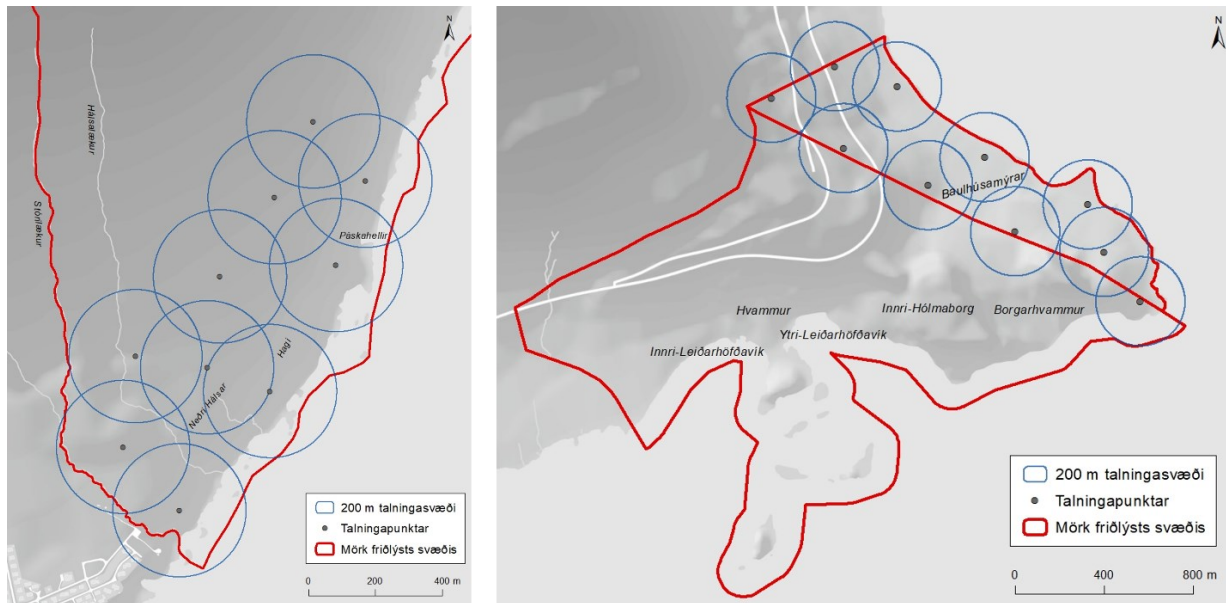 N
Hálsalækur
Stórilækur
Páskahellir
Hagi
Neðri Hálsar
200 m talningasvæði
Talningapunktar
Mörk friðlýsts svæðis
0 200 400 m
N
Baulhúsamýrar
Hvammur
Innri-Hólmaborg
Borgarhvammur
Ytri-Leiðarhöfðavík
Innri-Leiðarhöfðavík
200 m talningasvæði
Talningapunktar
Mörk friðlýsts svæðis
0 400 800 m